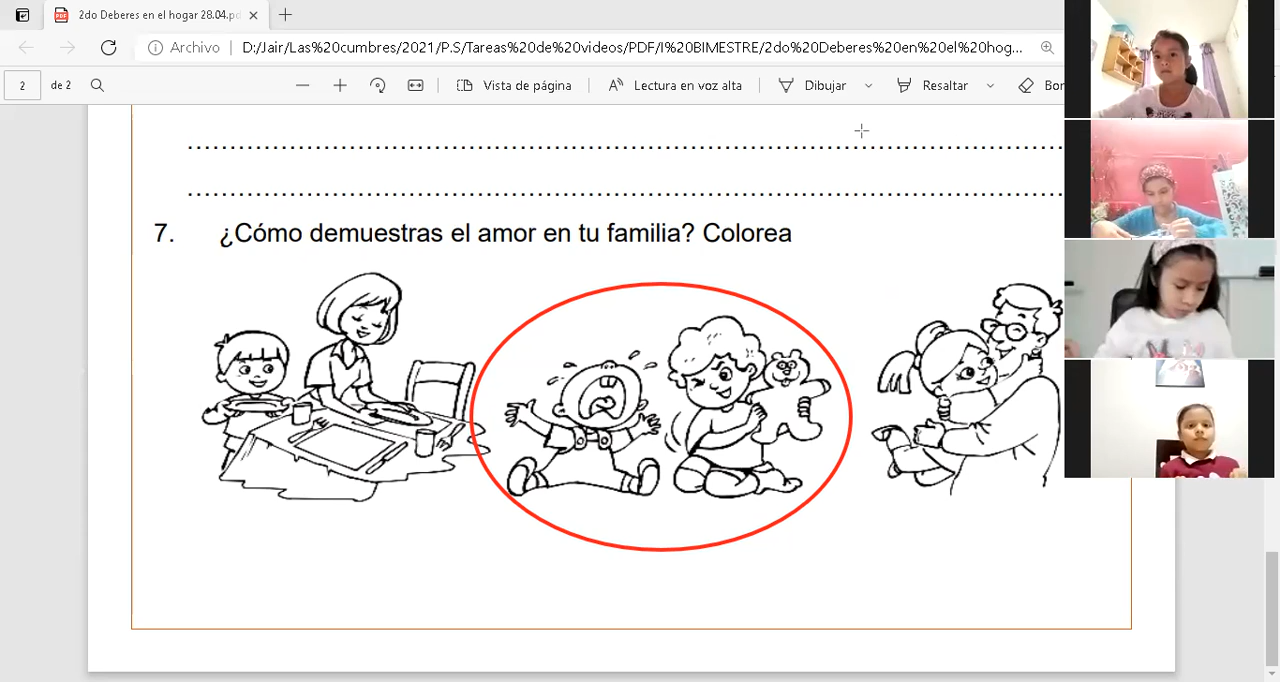 2do Deberes en el hogar 28.04.pd
Archivo
D:/Jair/Las%20cumbres/2021/P.S/Tareas%20de%20videos/PDF/I%20BIMESTRE/2do%20Deberes%20en%20el%20hog...
2
de 2
Vista de página
Lectura en voz alta
Dibujar
Resaltar
Bor
7. ¿Cómo demuestras el amor en tu familia? Colorea